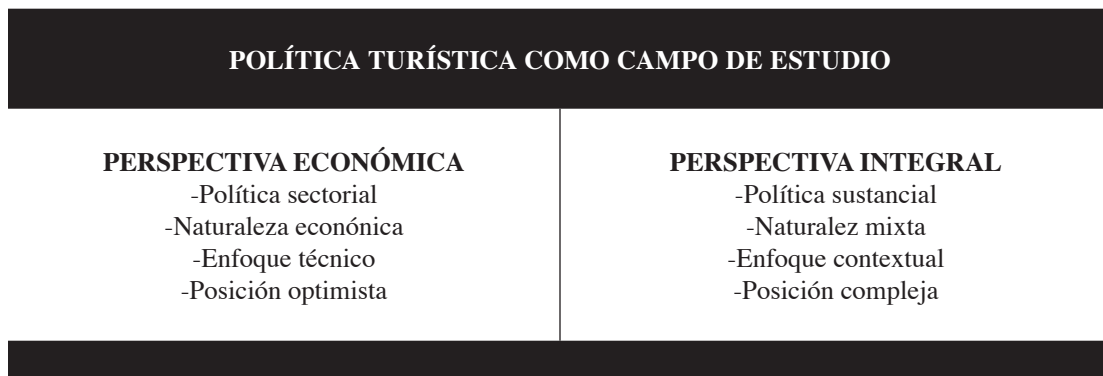 POLÍTICA TURÍSTICA COMO CAMPO DE ESTUDIO
PERSPECTIVA ECONÓMICA
-Política sectorial
-Naturaleza econónica
-Enfoque técnico
-Posición optimista
PERSPECTIVA INTEGRAL
-Política sustancial
-Naturalez mixta
-Enfoque contextual
-Posición compleja